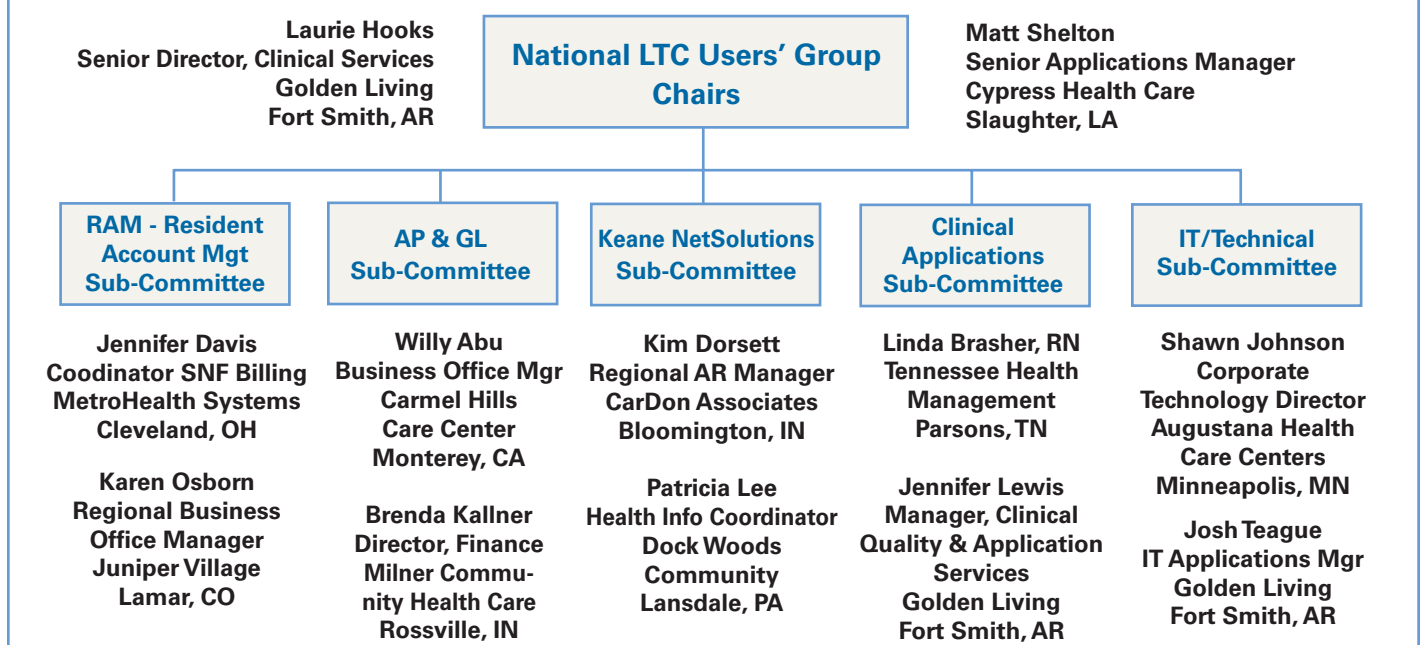 Laurie Hooks
Senior Director, Clinical Services
Golden Living
Fort Smith, AR
National LTC Users’ Group
Chairs
Matt Shelton
Senior Applications Manager
Cypress Health Care
Slaughter, LA
RAM - Resident
Account Mgt
Sub-Committee
Jennifer Davis
Coodinator SNF Billing
MetroHealth Systems
Cleveland, OH
Karen Osborn
Regional Business
Office Manager
Juniper Village
Lamar, CO
AP & GL
Sub-Committee
Willy Abu
Business Office Mgr
Carmel Hills
Care Center
Monterey, CA
Brenda Kallner
Director, Finance
Milner Commu-
nity Health Care
Rossville, IN
Keane NetSolutions
Sub-Committee
Kim Dorsett
Regional AR Manager
CarDon Associates
Bloomington, IN
Patricia Lee
Health Info Coordinator
Dock Woods
Community
Lansdale, PA
Clinical
Applications
Sub-Committee
Linda Brasher, RN
Tennessee Health
Management
Parsons, TN
Jennifer Lewis
Manager, Clinical
Quality & Application
Services
Golden Living
Fort Smith, AR
IT/Technical
Sub-Committee
Shawn Johnson
Corporate
Technology Director
Augustana Health
Care Centers
Minneapolis, MN
Josh Teague
IT Applications Mgr
Golden Living
Fort Smith, AR